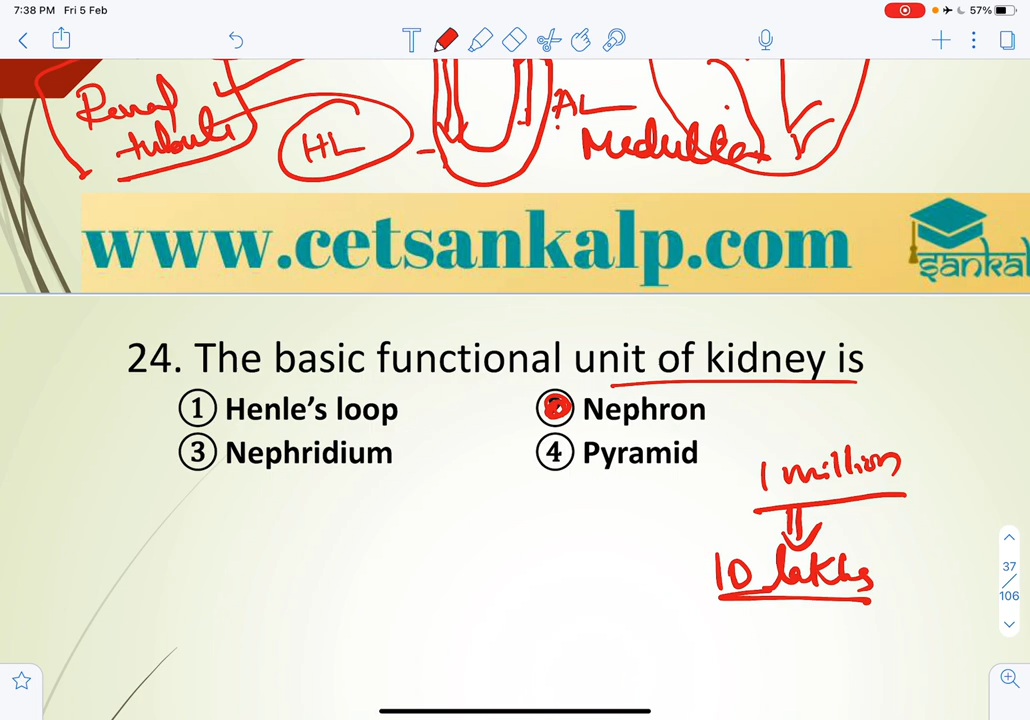 7:38 PM Fri 5 Feb
57%
Renal
tubule
HL
AL
Medulla
www.cetsankalp.com
sankal
24. The basic functional unit of kidney is
1 Henle's loop
Nephron
3 Nephridium
4 Pyramid
1 million
10 lakhs
37
106